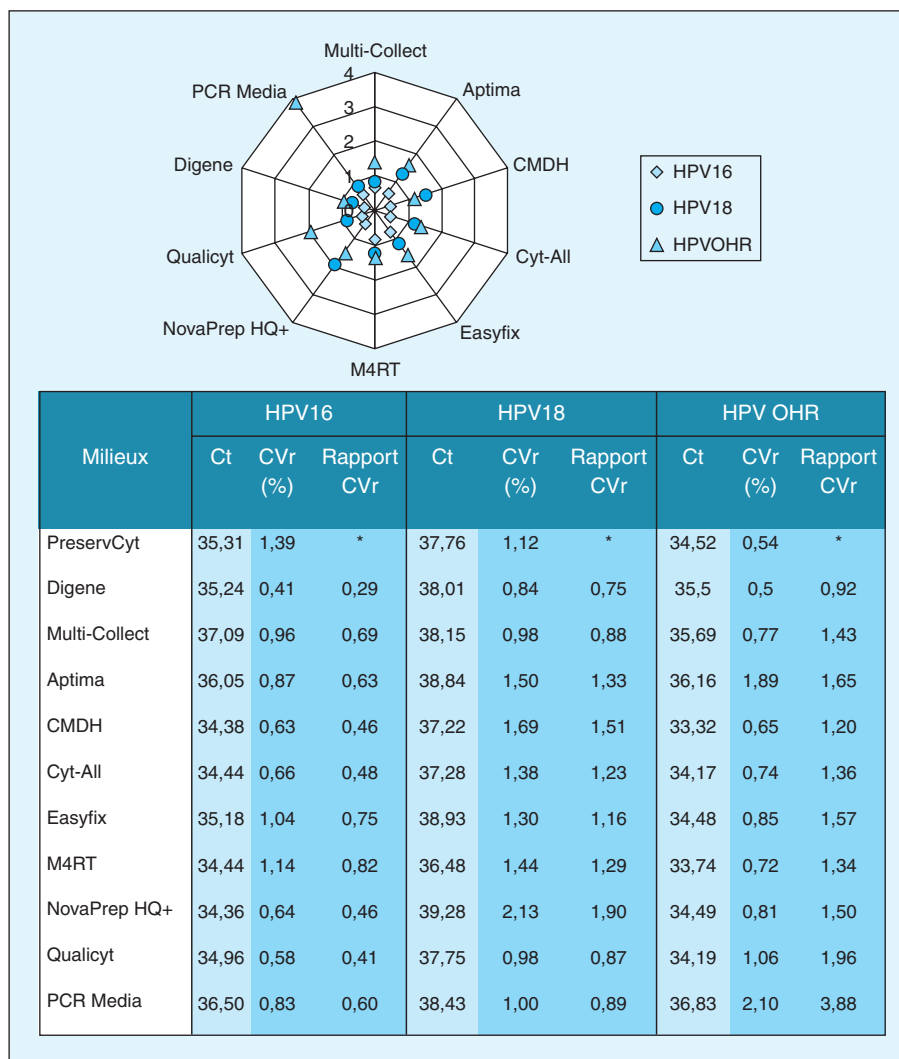 Multi-Collect
4
PCR Media
Aptima
3
2
Digene
CMDH
1
0
Qualicyt
Cyt-All
NovaPrep HQ+
Easyfix
M4RT
HPV16
HPV18
HPVOHR
HPV16 HPV18 HPV OHR
Milieux Ct CVr Rapport Ct CVr Rapport Ct CVr Rapport
(%) CVr (%) CVr (%) CVr
PreservCyt 35,31 1,39 * 37,76 1,12 * 34,52 0,54 *
Digene 35,24 0,41 0,29 38,01 0,84 0,75 35,5 0,5 0,92
Multi-Collect 37,09 0,96 0,69 38,15 0,98 0,88 35,69 0,77 1,43
Aptima 36,05 0,87 0,63 38,84 1,50 1,33 36,16 1,89 1,65
CMDH 34,38 0,63 0,46 37,22 1,69 1,51 33,32 0,65 1,20
Cyt-All 34,44 0,66 0,48 37,28 1,38 1,23 34,17 0,74 1,36
Easyfix 35,18 1,04 0,75 38,93 1,30 1,16 34,48 0,85 1,57
M4RT 34,44 1,14 0,82 36,48 1,44 1,29 33,74 0,72 1,34
NovaPrep HQ+ 34,36 0,64 0,46 39,28 2,13 1,90 34,49 0,81 1,50
Qualicyt 34,96 0,58 0,41 37,75 0,98 0,87 34,19 1,06 1,96
PCR Media 36,50 0,83 0,60 38,43 1,00 0,89 36,83 2,10 3,88